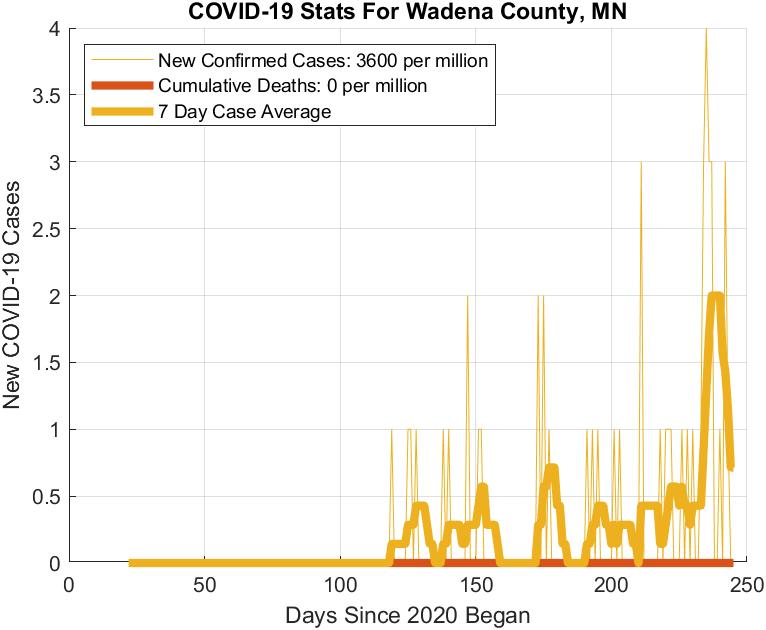 COVID-19 Stats For Wadena County, MN
New Confirmed Cases: 3600 per million
Cumulative Deaths: 0 per million
7 Day Case Average
New COVID-19 Cases
4
3.5
3
2.5
2
1.5
1
0.5
0
0 50 100 150 200 250
Days Since 2020 Began